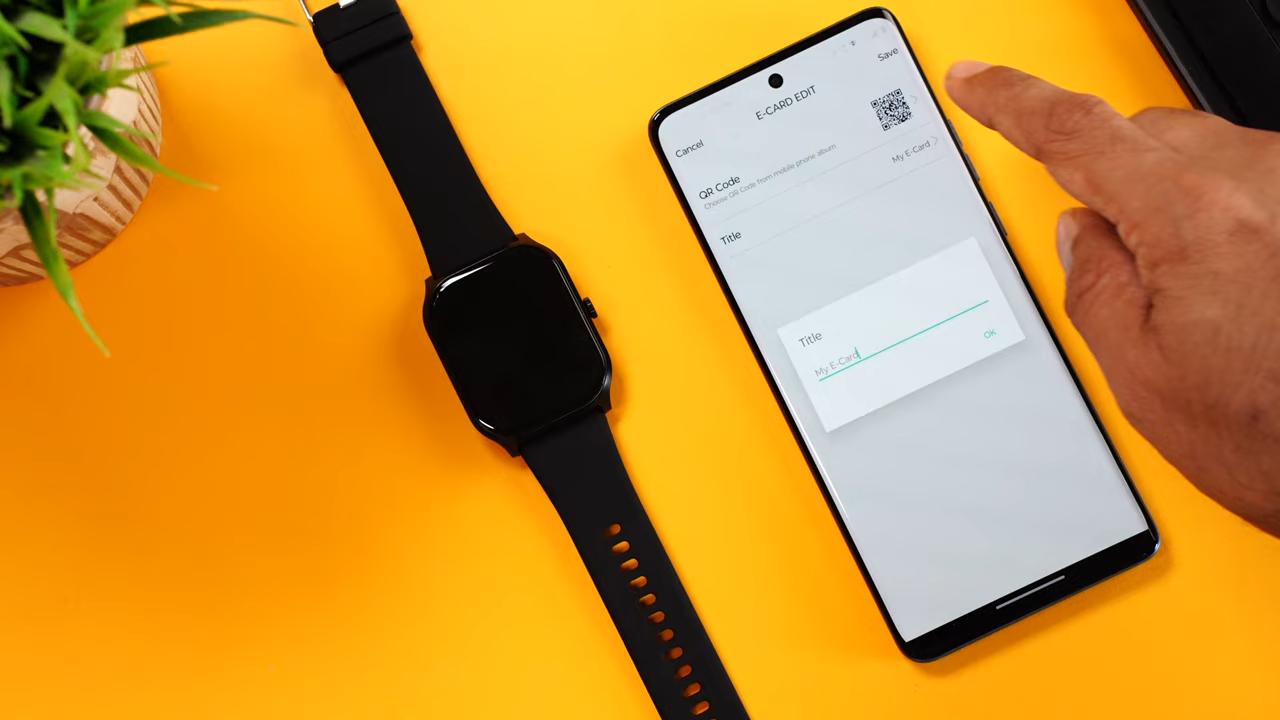 Save
E-CARD EDIT
Cancel
QR Code
Choose QR Code from mobile phone album
Title
My E-Card
Title
My E-Card
OK